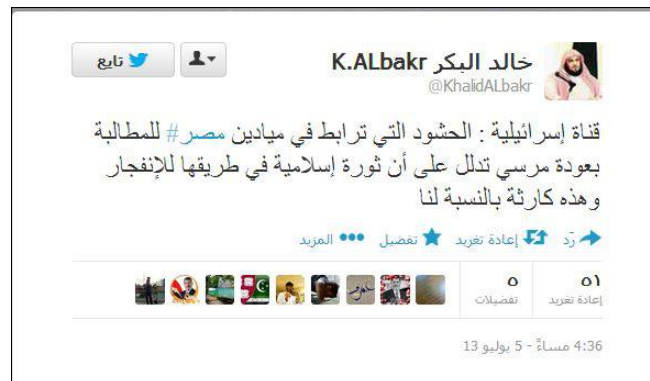 خالد البكر K.ALbakr
@KhalidALbakr
تابع
قناة إسرائيلية : الحشود التي ترابط في ميادين مصر# للمطالبة
بعودة مرسي تدلل على أن ثورة إسلامية في طريقها للإنفجار
وهذه كارثة بالنسبة لنا
رد إعادة تغريد تفضيل المزيد
٥١ ٥
إعادة تغريد تفضيلات
4:36 مساءً - 5 يوليو 13